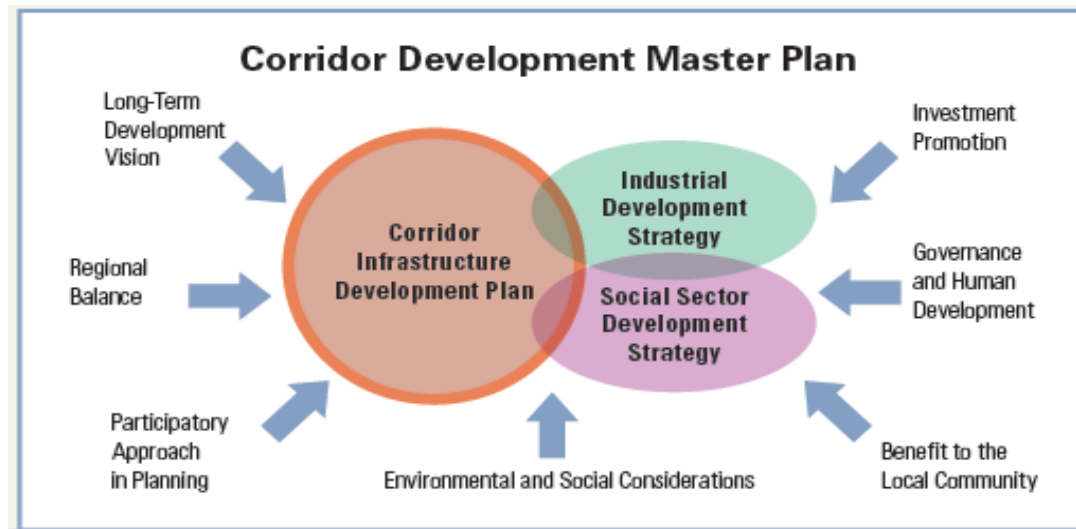 Corridor Development Master Plan
Long-Term
Development
Vision
Investment
Promotion
Industrial
Development
Strategy
Corridor
Infrastructure
Development Plan
Regional
Balance
Governance
and Human
Development
Social Sector
Development
Strategy
Participatory
Approach
in Planning
Environmental and Social Considerations
Benefit to the
Local Community